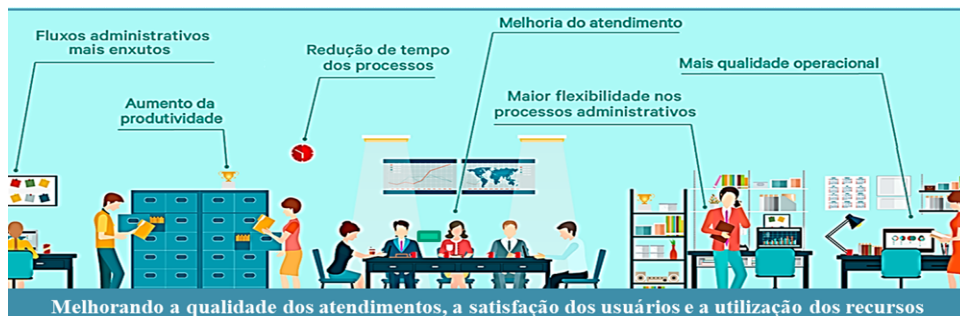 Fluxos administrativos
mais enxutos
Aumento da
produtividade
Redução de tempo
dos processos
Melhoria do atendimento
Maior flexibilidade nos
processos administrativos
Mais qualidade operacional
Melhorando a qualidade dos atendimentos, a satisfação dos usuários e a utilização dos recursos